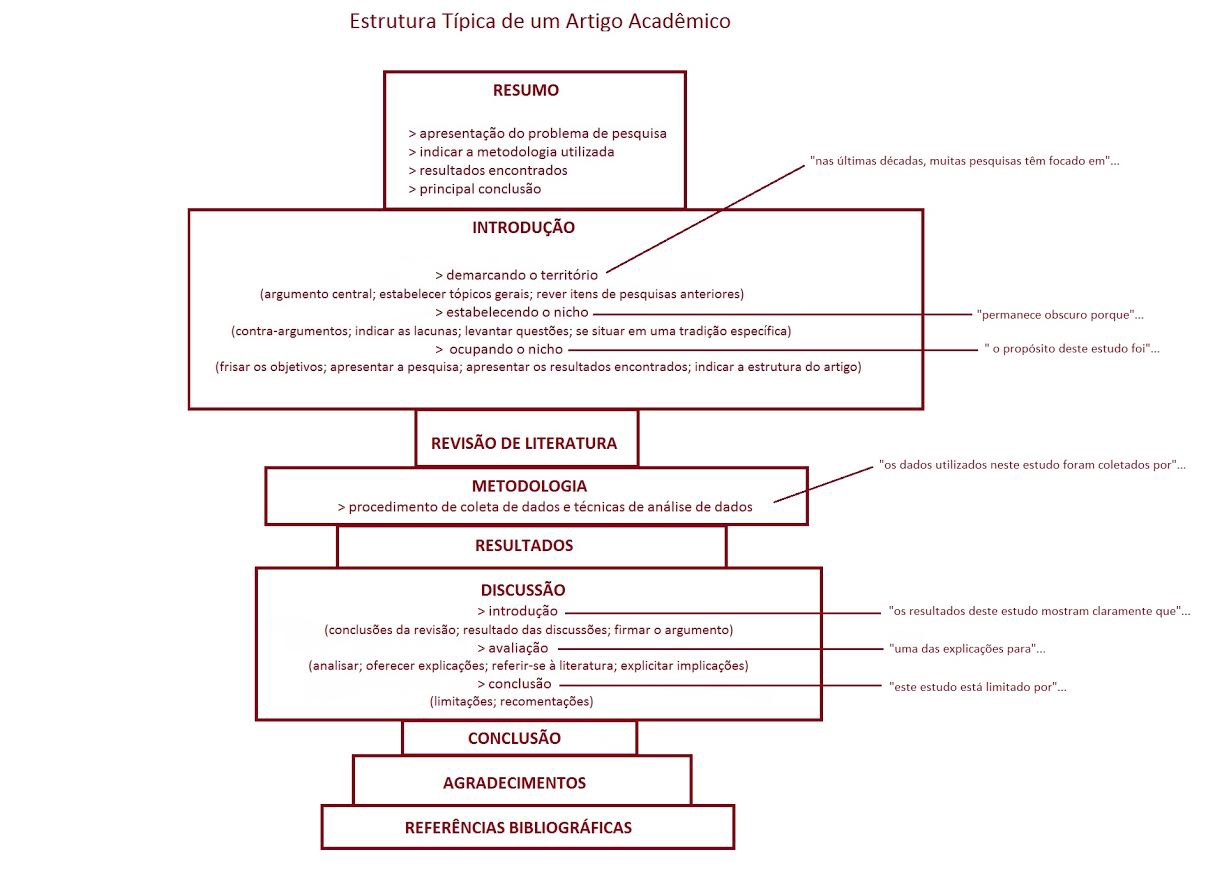 Estrutura Típica de um Artigo Acadêmico
RESUMO
> apresentação do problema de pesquisa
> indicar a metodologia utilizada
> resultados encontrados
> principal conclusão
"nas últimas décadas, muitas pesquisas têm focado em"...
INTRODUÇÃO
> demarcando o território
(argumento central; estabelecer tópicos gerais; rever itens de pesquisas anteriores)
> estabelecendo o nicho
"permanece obscuro porque"...
(contra-argumentos; indicar as lacunas; levantar questões; se situar em uma tradição específica)
> ocupando o nicho
" o propósito deste estudo foi"...
(frisar os objetivos; apresentar a pesquisa; apresentar os resultados encontrados; indicar a estrutura do artigo)
REVISÃO DE LITERATURA
"os dados utilizados neste estudo foram coletados por"...
METODOLOGIA
> procedimento de coleta de dados e técnicas de análise de dados
RESULTADOS
DISCUSSÃO
> introdução
"os resultados deste estudo mostram claramente que"...
(conclusões da revisão; resultado das discussões; firmar o argumento)
> avaliação
"uma das explicações para"...
(analisar; oferecer explicações; referir-se à literatura; explicitar implicações)
> conclusão
"este estudo está limitado por"...
(limitações; recomentações)
CONCLUSÃO
AGRADECIMENTOS
REFERÊNCIAS BIBLIOGRÁFICAS